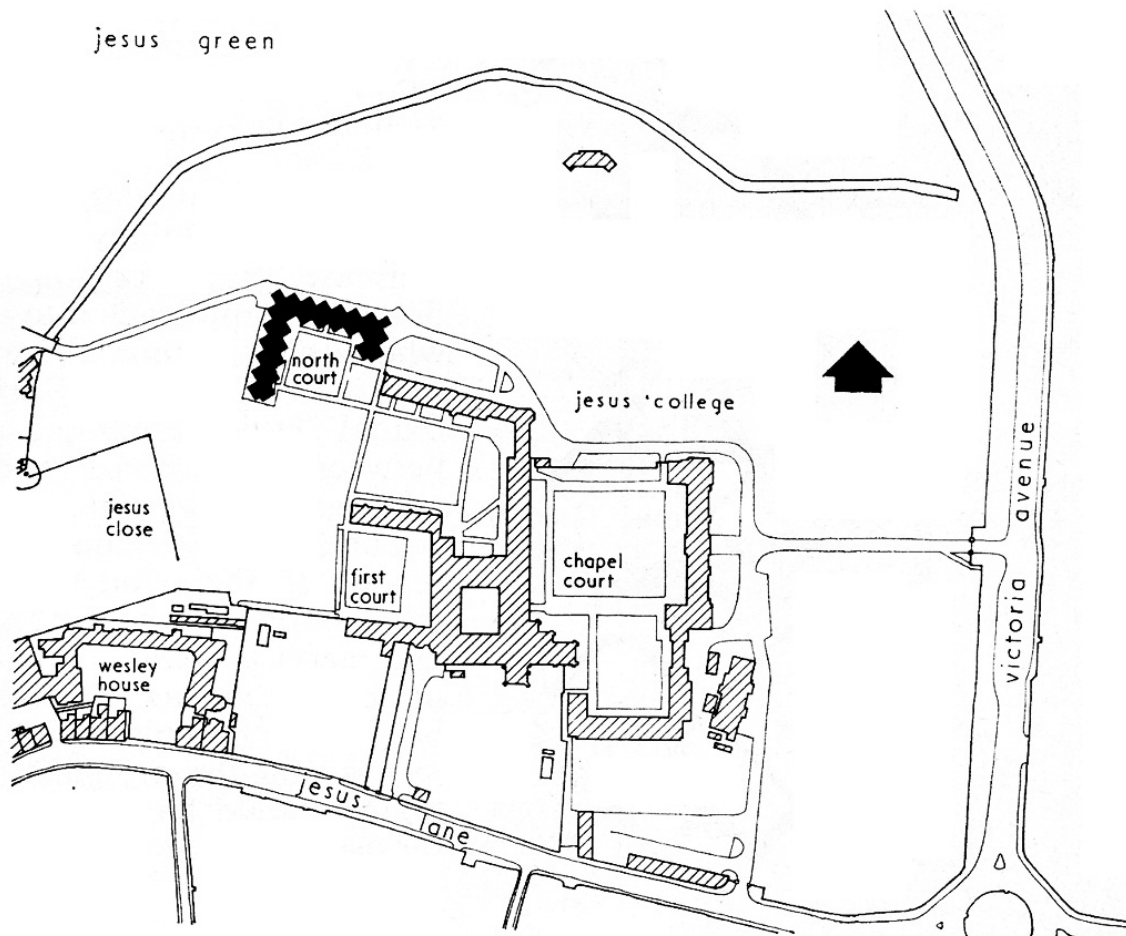 jesus green
north
court
jesus 'college
jesus
close
first
court
chapel
court
victoria avenue
wesley
house
jesus lane